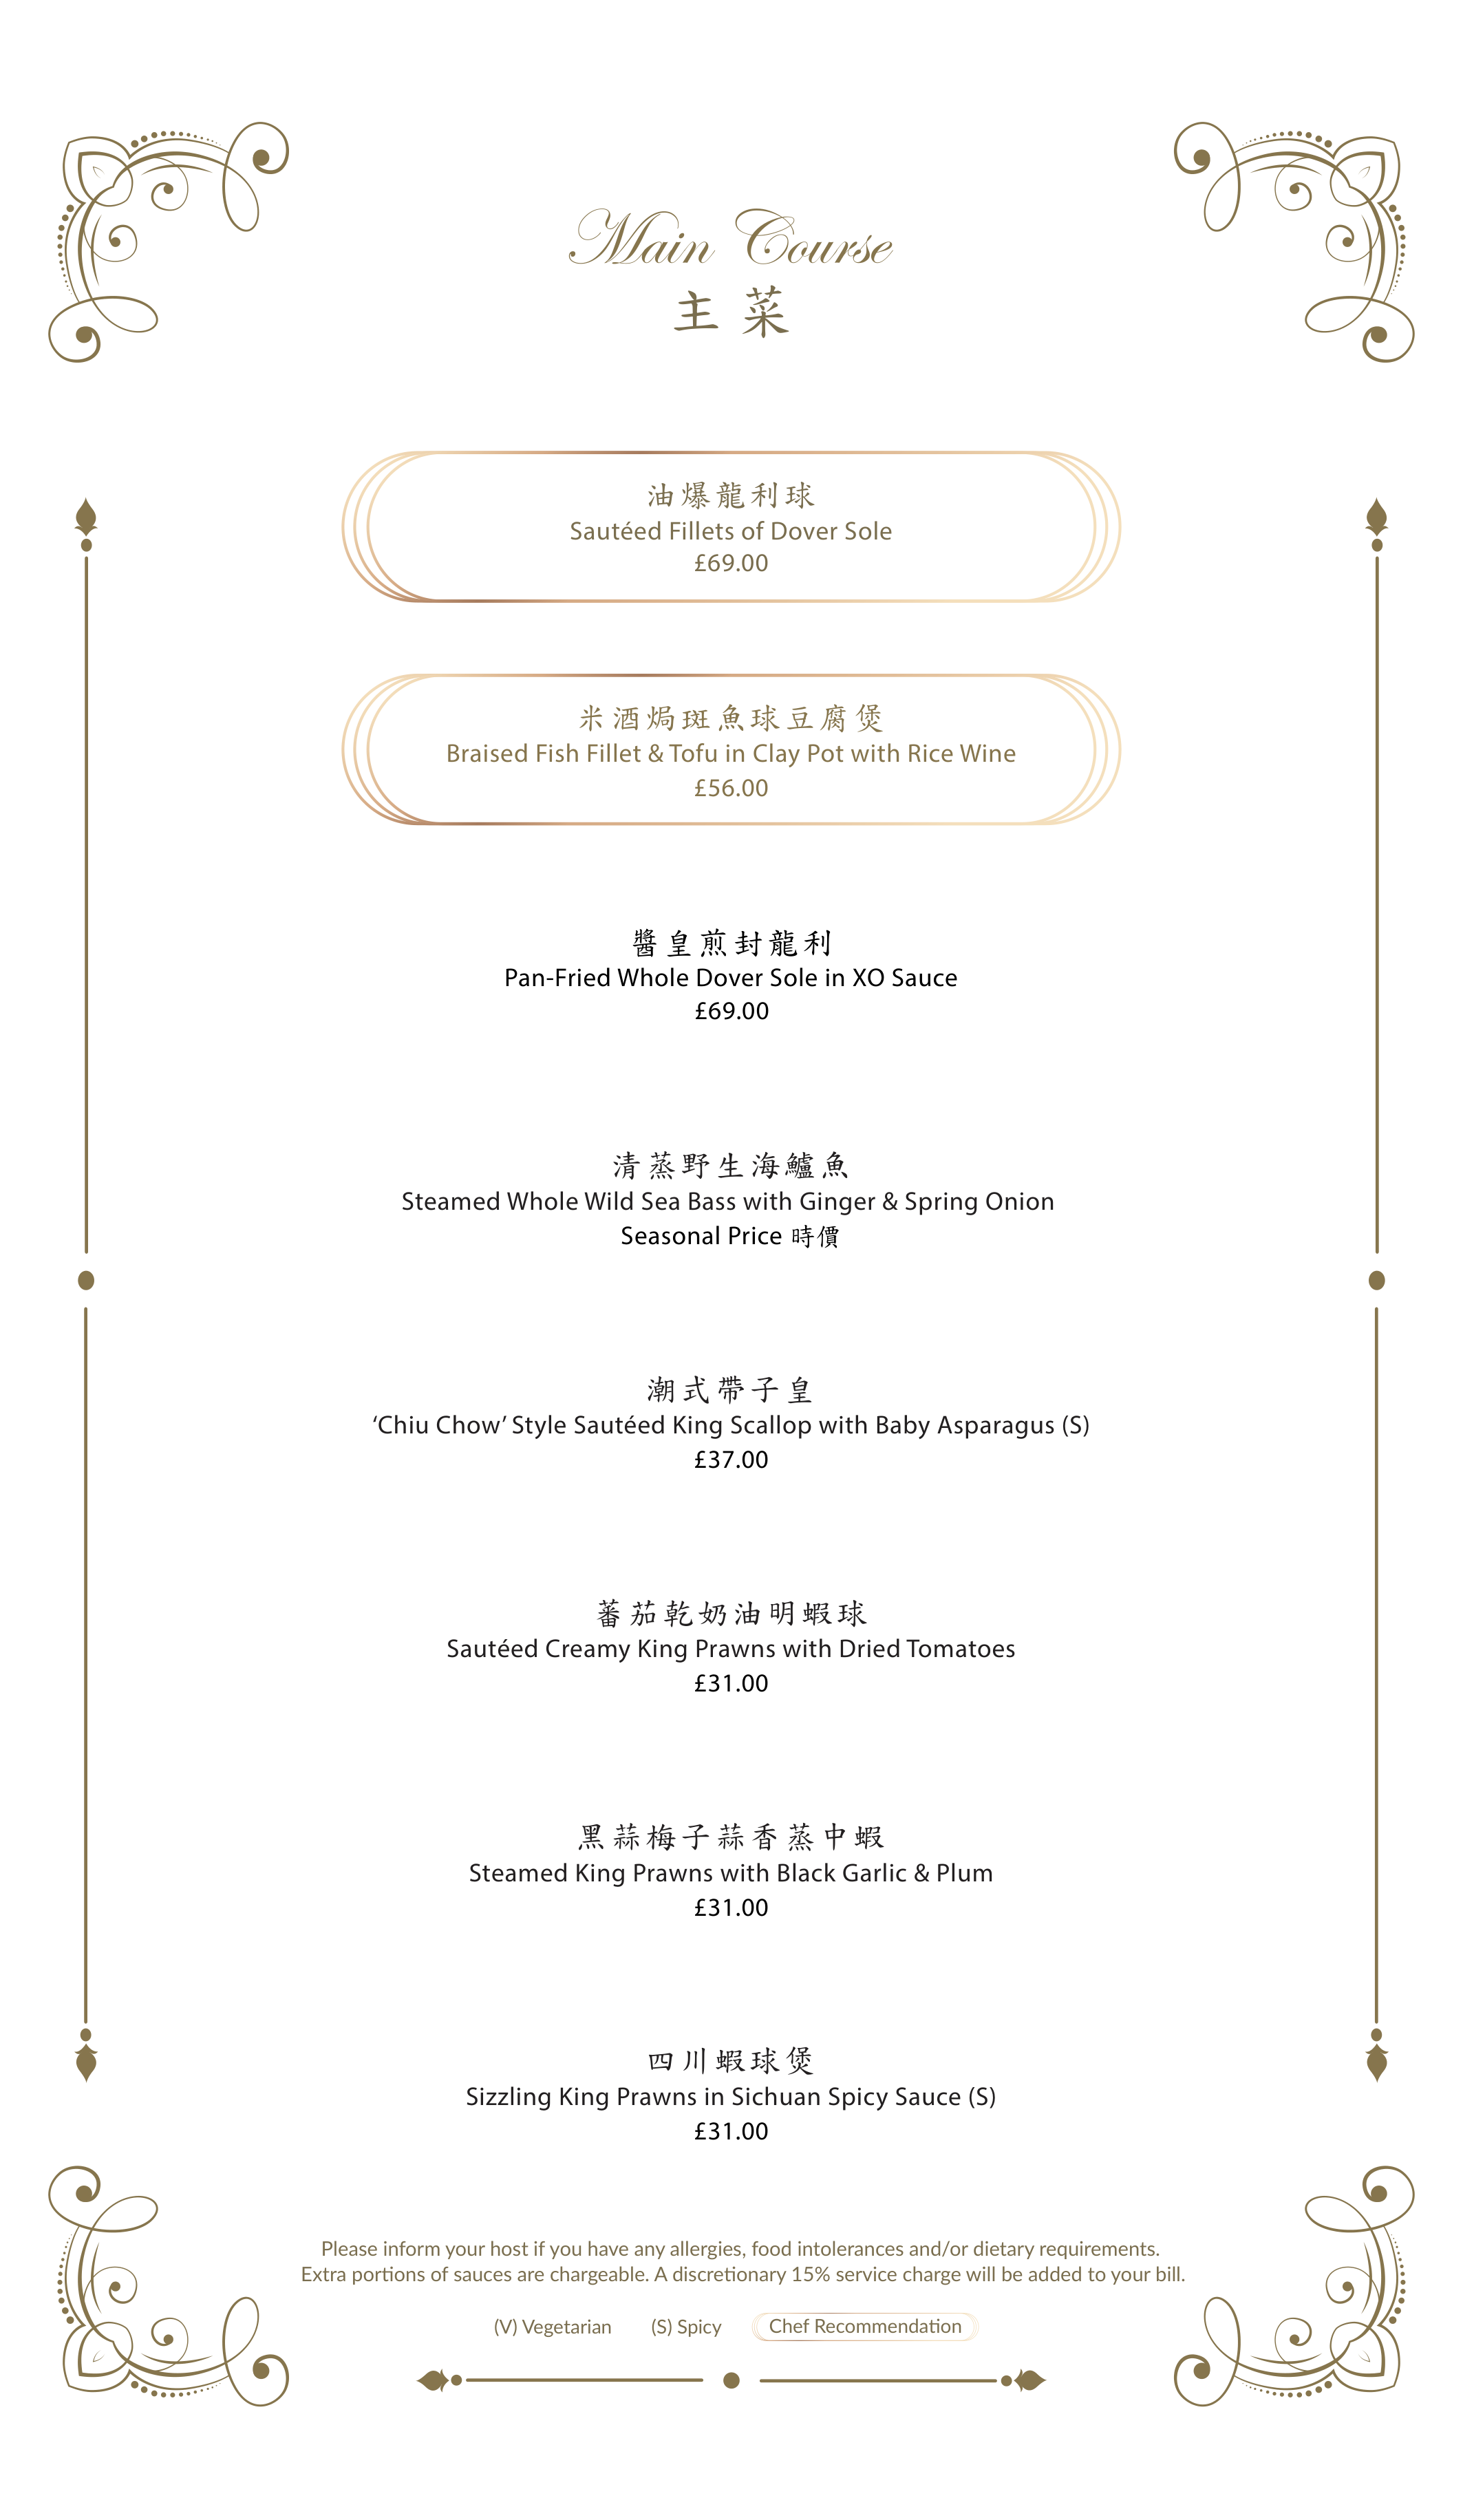 Main Course
主菜
油爆龍利球
Sautéed Fillets of Dover Sole
£69.00
米酒焗斑魚球豆腐煲
Braised Fish Fillet & Tofu in Clay Pot with Rice Wine
£56.00
醬皇煎封龍利
Pan-Fried Whole Dover Sole in XO Sauce
£69.00
清蒸野生海鱸魚
Steamed Whole Wild Sea Bass with Ginger & Spring Onion
Seasonal Price 時價
潮式帶子皇
‘Chiu Chow’ Style Sautéed King Scallop with Baby Asparagus (S)
£37.00
蕃茄乾奶油明蝦球
Sautéed Creamy King Prawns with Dried Tomatoes
£31.00
黑蒜梅子蒜香蒸中蝦
Steamed King Prawns with Black Garlic & Plum
£31.00
四川蝦球煲
Sizzling King Prawns in Sichuan Spicy Sauce (S)
£31.00
Please inform your host if you have any allergies, food intolerances and/or dietary requirements.
Extra portions of sauces are chargeable. A discretionary 15% service charge will be added to your bill.
(V) Vegetarian (S) Spicy Chef Recommendation